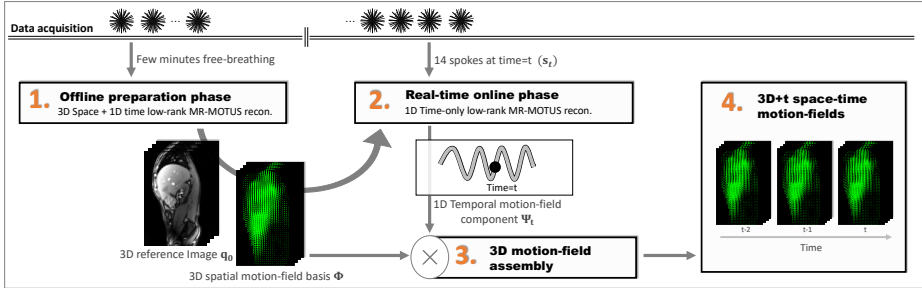 Data acquisition
...
...
Few minutes free-breathing
14 spokes at time=t (s_t)
1. Offline preparation phase
3D Space + 1D time low-rank MR-MOTUS recon.
2. Real-time online phase
1D Time-only low-rank MR-MOTUS recon.
4. 3D+t space-time
motion-fields
Time=t
1D Temporal motion-field
component Ψ_t
t-2
t-1
t
Time
3D reference Image q_0
3D spatial motion-field basis Φ
3. 3D motion-field
assembly